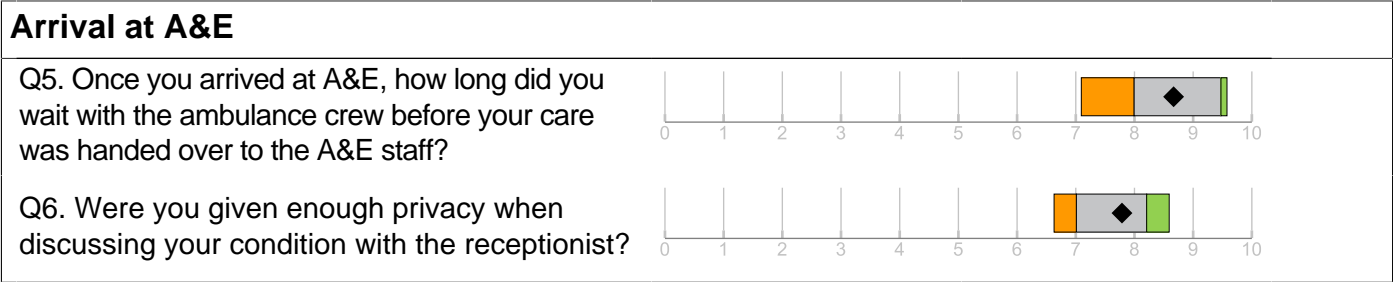 Arrival at A&E
Q5. Once you arrived at A&E, how long did you
wait with the ambulance crew before your care
was handed over to the A&E staff?
0 1 2 3 4 5 6 7 8 9 10
Q6. Were you given enough privacy when
discussing your condition with the receptionist?
0 1 2 3 4 5 6 7 8 9 10